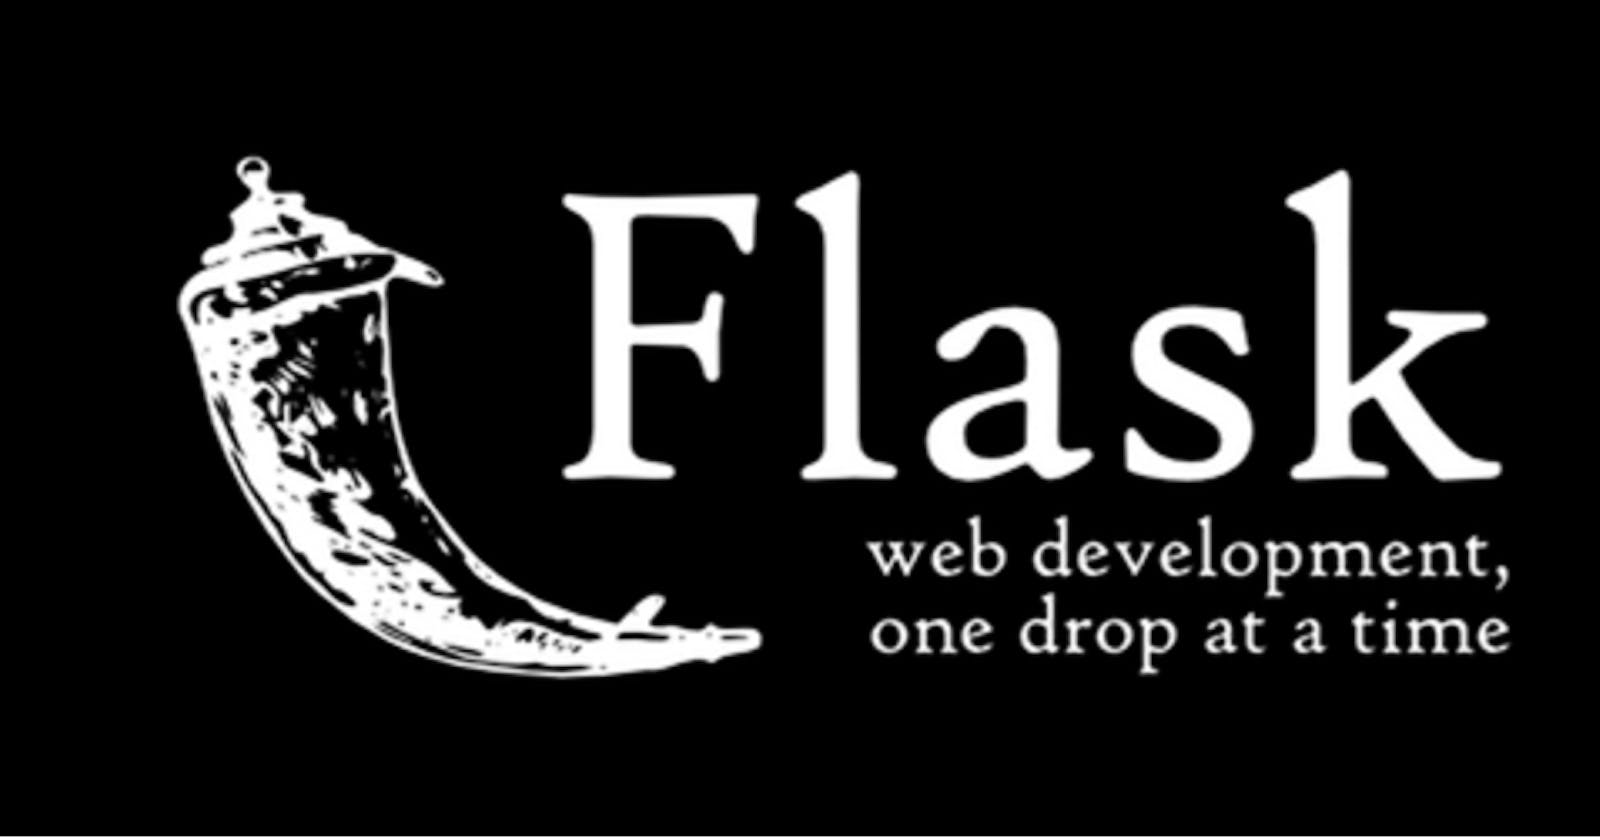 Flask
web development,
one drop at a time